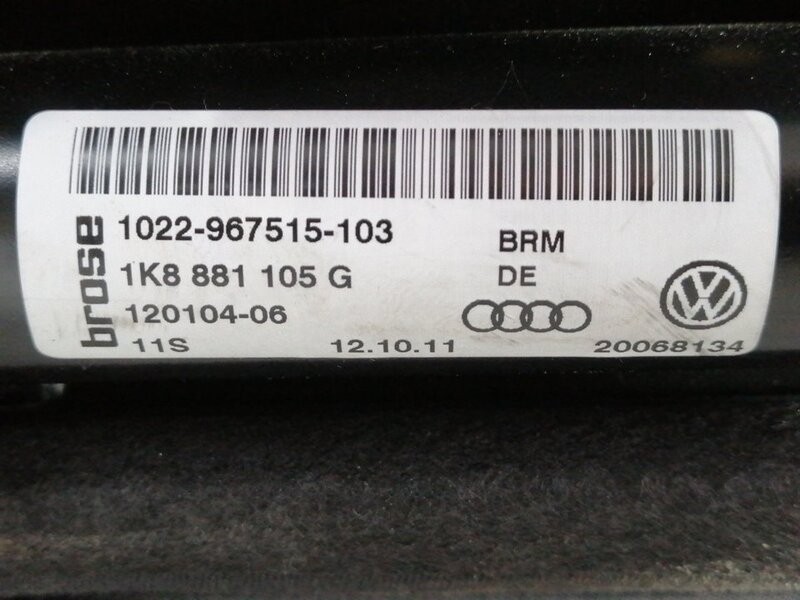 brose
1022-967515-103 BRM
1K8 881 105 G DE
120104-06
11S 12.10.11 20068134